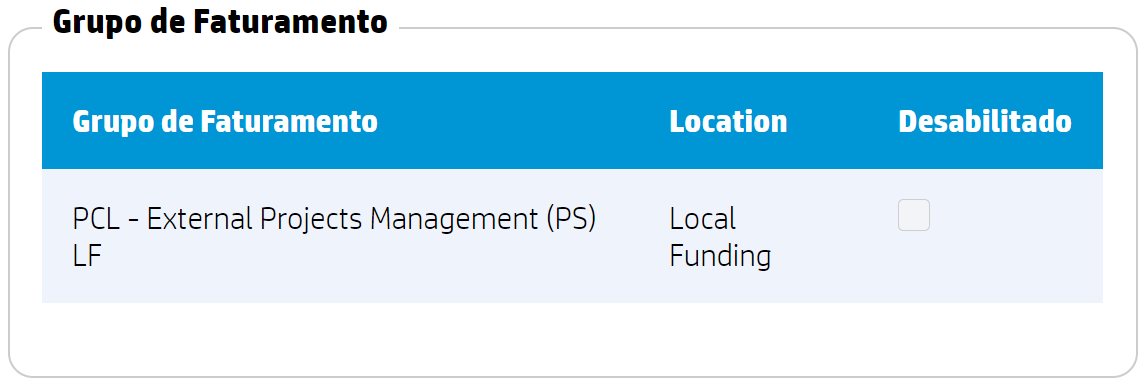 Grupo de Faturamento
Grupo de Faturamento Location Desabilitado
PCL - External Projects Management (PS) Local
LF Funding